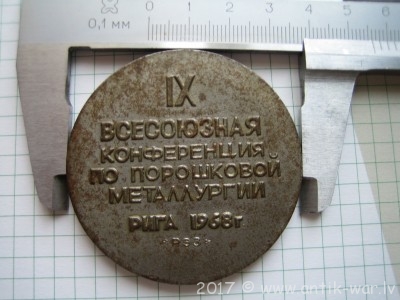 0,1 мм
0 1 2 3 4 5 6
IX
ВСЕСОЮЗНАЯ
КОНФЕРЕНЦИЯ
ПО ПОРОШКОВОЙ
МЕТАЛЛУРГИИ
РИГА 1968г
2017 © www.antik-war.lv